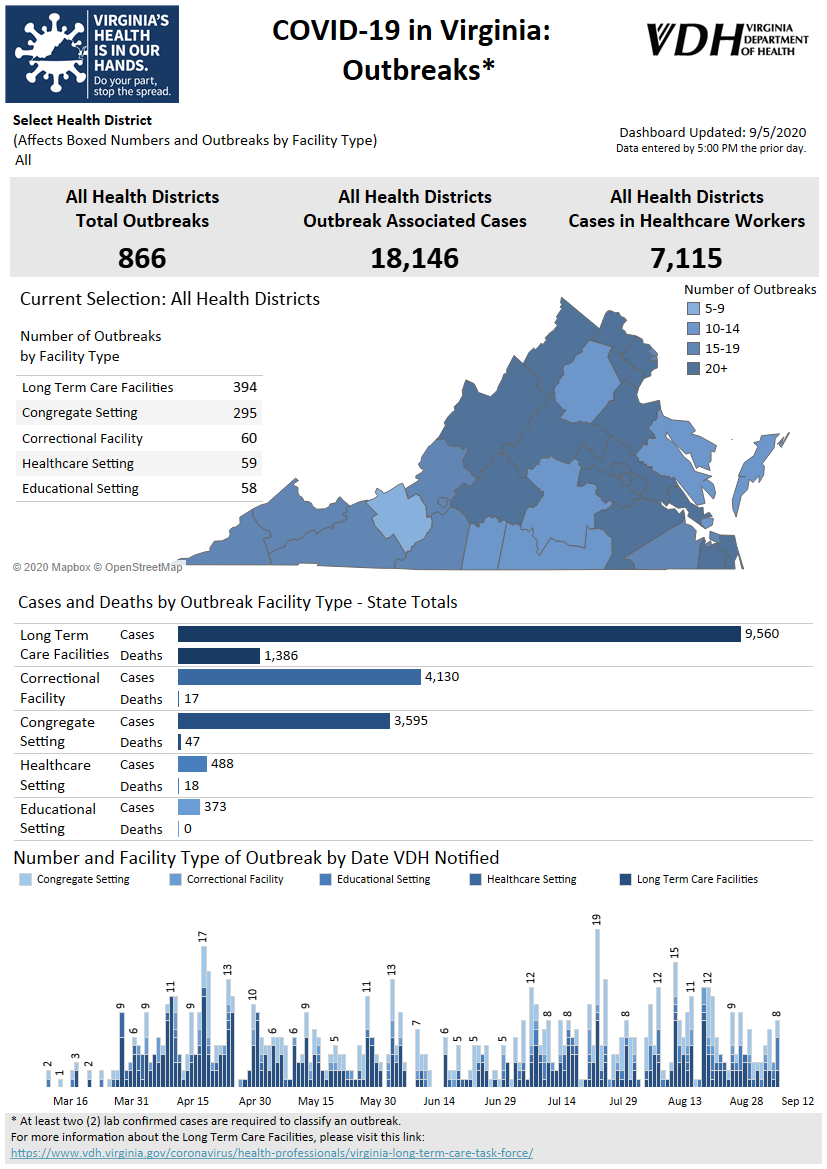 VIRGINIA'S
HEALTH
IS IN OUR
HANDS.
Do your part,
stop the spread.
COVID-19 in Virginia:
Outbreaks*
VDH VIRGINIA
DEPARTMENT
OF HEALTH
Select Health District
(Affects Boxed Numbers and Outbreaks by Facility Type)
All
Dashboard Updated: 9/5/2020
Data entered by 5:00 PM the prior day.
All Health Districts
Total Outbreaks
866
All Health Districts
Outbreak Associated Cases
18,146
All Health Districts
Cases in Healthcare Workers
7,115
Current Selection: All Health Districts
Number of Outbreaks
5-9
10-14
15-19
20+
Number of Outbreaks
by Facility Type
Long Term Care Facilities 394
Congregate Setting 295
Correctional Facility 60
Healthcare Setting 59
Educational Setting 58
© 2020 Mapbox © OpenStreetMap
Cases and Deaths by Outbreak Facility Type - State Totals
Long Term Cases 9,560
Care Facilities Deaths 1,386
Correctional Cases 4,130
Facility Deaths 17
Congregate Cases 3,595
Setting Deaths 47
Healthcare Cases 488
Setting Deaths 18
Educational Cases 373
Setting Deaths 0
Number and Facility Type of Outbreak by Date VDH Notified
Congregate Setting Correctional Facility Educational Setting Healthcare Setting Long Term Care Facilities
2 1 3 2 9 6 9 11 9 17 13 10 6 6 9 5 11 13 7 6 5 5 5 12 8 8 19 8 12 15 11 12 9 8
Mar 16 Mar 31 Apr 15 Apr 30 May 15 May 30 Jun 14 Jun 29 Jul 14 Jul 29 Aug 13 Aug 28 Sep 12
* At least two (2) lab confirmed cases are required to classify an outbreak.
For more information about the Long Term Care Facilities, please visit this link:
https://www.vdh.virginia.gov/coronavirus/health-professionals/virginia-long-term-care-task-force/